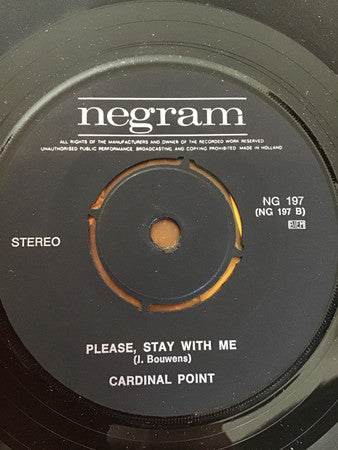 negram
ALL RIGHTS OF THE MANUFACTURERS AND OWNER OF THE RECORDED WORK RESERVED
UNAUTHORISED PUBLIC PERFORMANCE, BROADCASTING AND COPYING PROHIBITED MADE IN HOLLAND
NG 197
(NG 197 B)
STEREO
BIEM
PLEASE, STAY WITH ME
(J. Bouwens)
CARDINAL POINT